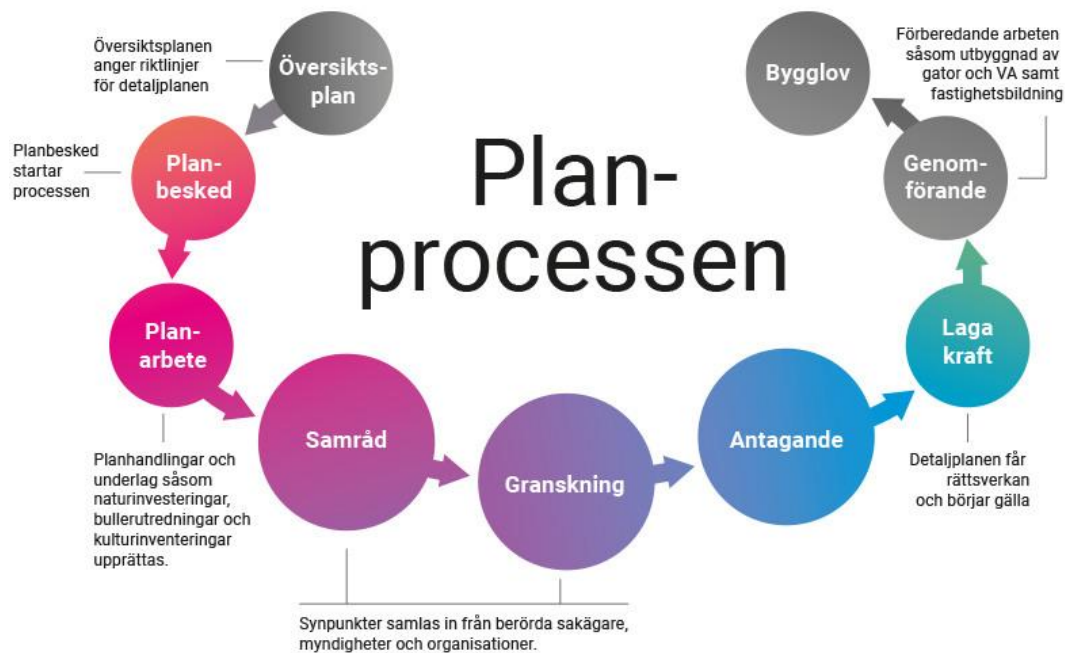 Plan-
processen
Översiktsplanen
anger riktlinjer
för detaljplanen
Översikts-
plan
Planbesked
startar
processen
Plan-
besked
Plan-
arbete
Planhandlingar och
underlag såsom
naturinvesteringar,
bullerutredningar och
kulturinventeringar
upprättas.
Samråd
Granskning
Synpunkter samlas in från berörda sakägare,
myndigheter och organisationer.
Antagande
Laga
kraft
Detaljplanen får
rättsverkan
och börjar gälla
Genom-
förande
Förberedande arbeten
såsom utbyggnad av
gator och VA samt
fastighetsbildning
Bygglov